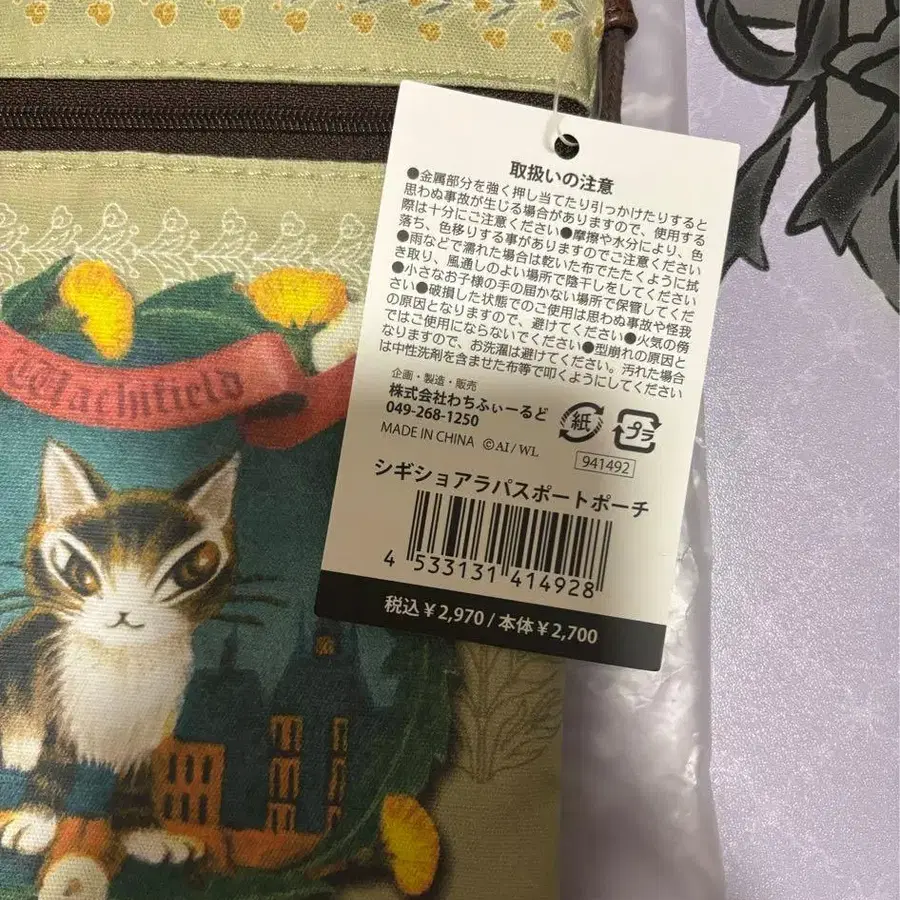 取扱いの注意
●金属部分を強く押し当てたり引っかけたりすると
思わぬ事故が生じる場合がありますので、使用する
際は十分にご注意ください●摩擦や水分により、色
落ち、色移りする事がありますのでご注意ください
●雨などで濡れた場合は乾いた布でたたくように拭
き取り、風通しのよい場所で陰干しをしてください
●小さなお子様の手の届かない場所で保管してくだ
さい●破損した状態でのご使用は思わぬ事故や怪我
の原因となりますので、避けてください●火気の傍
ではご使用にならないでください●型崩れの原因と
なりますので、お洗濯は避けてください。汚れた場合
は中性洗剤を含ませた布等で叩くようにしてください
企画・製造・販売
株式会社わちふぃーるど
049-268-1250
MADE IN CHINA ©AI/WL
紙
プラ
941492
シギショアラパスポートポーチ
4 533131 414928
税込¥2,970/本体¥2,700
Wachifield